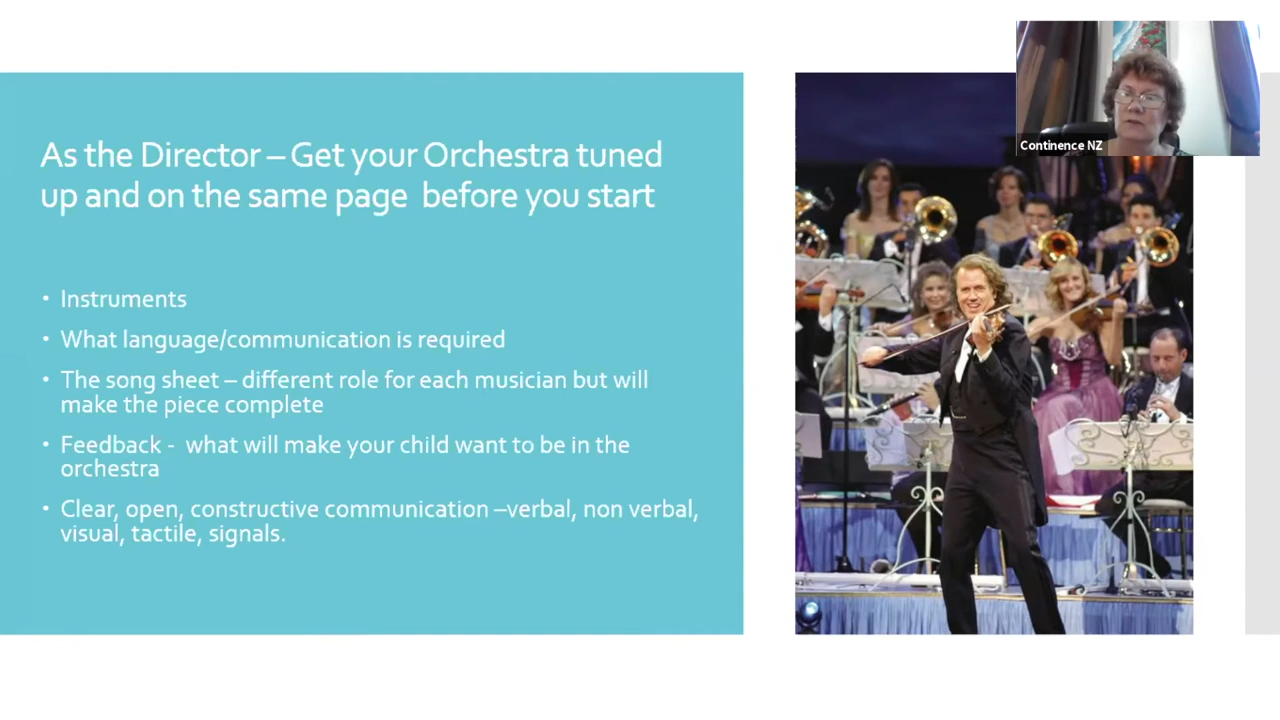 As the Director – Get your Orchestra tuned
up and on the same page  before you start
• Instruments
• What language/communication is required
• The song sheet – different role for each musician but will
make the piece complete
• Feedback -  what will make your child want to be in the
orchestra
• Clear, open, constructive communication –verbal, non verbal,
visual, tactile, signals.
Continence NZ